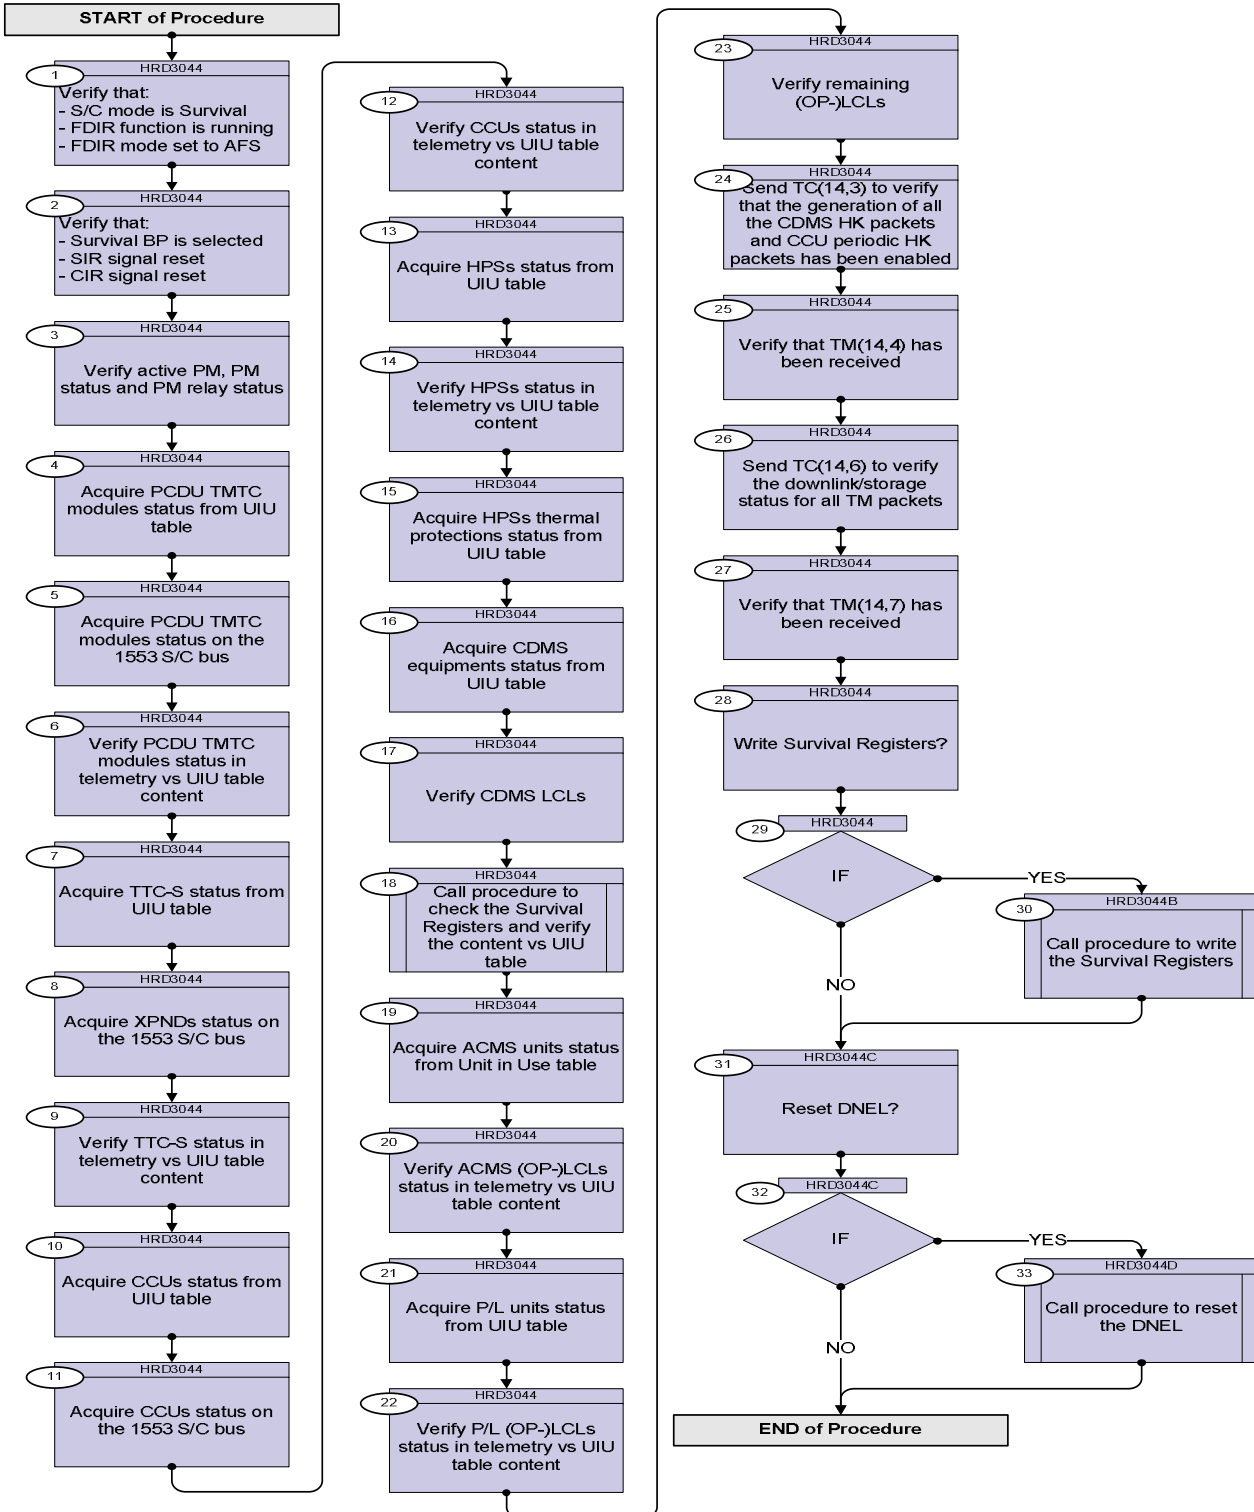 START of Procedure
HRD3044
1
Verify that:
- S/C mode is Survival
- FDIR function is running
- FDIR mode set to AFS
HRD3044
2
Verify that:
- Survival BP is selected
- SIR signal reset
- CIR signal reset
HRD3044
3
Verify active PM, PM
status and PM relay status
HRD3044
4
Acquire PCDU TMTC
modules status from UIU
table
HRD3044
5
Acquire PCDU TMTC
modules status on the
1553 S/C bus
HRD3044
6
Verify PCDU TMTC
modules status in
telemetry vs UIU table
content
HRD3044
7
Acquire TTC-S status from
UIU table
HRD3044
8
Acquire XPNDs status on
the 1553 S/C bus
HRD3044
9
Verify TTC-S status in
telemetry vs UIU table
content
HRD3044
10
Acquire CCUs status from
UIU table
HRD3044
11
Acquire CCUs status on
the 1553 S/C bus
HRD3044
12
Verify CCUs status in
telemetry vs UIU table
content
HRD3044
13
Acquire HPSs status from
UIU table
HRD3044
14
Verify HPSs status in
telemetry vs UIU table
content
HRD3044
15
Acquire HPSs thermal
protections status from
UIU table
HRD3044
16
Acquire CDMS
equipments status from
UIU table
HRD3044
17
Verify CDMS LCLs
HRD3044
18
Call procedure to
check the Survival
Registers and verify
the content vs UIU
table
HRD3044
19
Acquire ACMS units status
from Unit in Use table
HRD3044
20
Verify ACMS (OP-)LCLs
status in telemetry vs UIU
table content
HRD3044
21
Acquire P/L units status
from UIU table
HRD3044
22
Verify P/L (OP-)LCLs
status in telemetry vs UIU
table content
HRD3044
23
Verify remaining
(OP-)LCLs
HRD3044
24
Send TC(14,3) to verify
that the generation of all
the CDMS HK packets
and CCU periodic HK
packets has been enabled
HRD3044
25
Verify that TM(14,4) has
been received
HRD3044
26
Send TC(14,6) to verify
the downlink/storage
status for all TM packets
HRD3044
27
Verify that TM(14,7) has
been received
HRD3044
28
Write Survival Registers?
HRD3044
29
IF
YES
NO
HRD3044B
30
Call procedure to write
the Survival Registers
HRD3044C
31
Reset DNEL?
HRD3044C
32
IF
YES
NO
HRD3044D
33
Call procedure to reset
the DNEL
END of Procedure